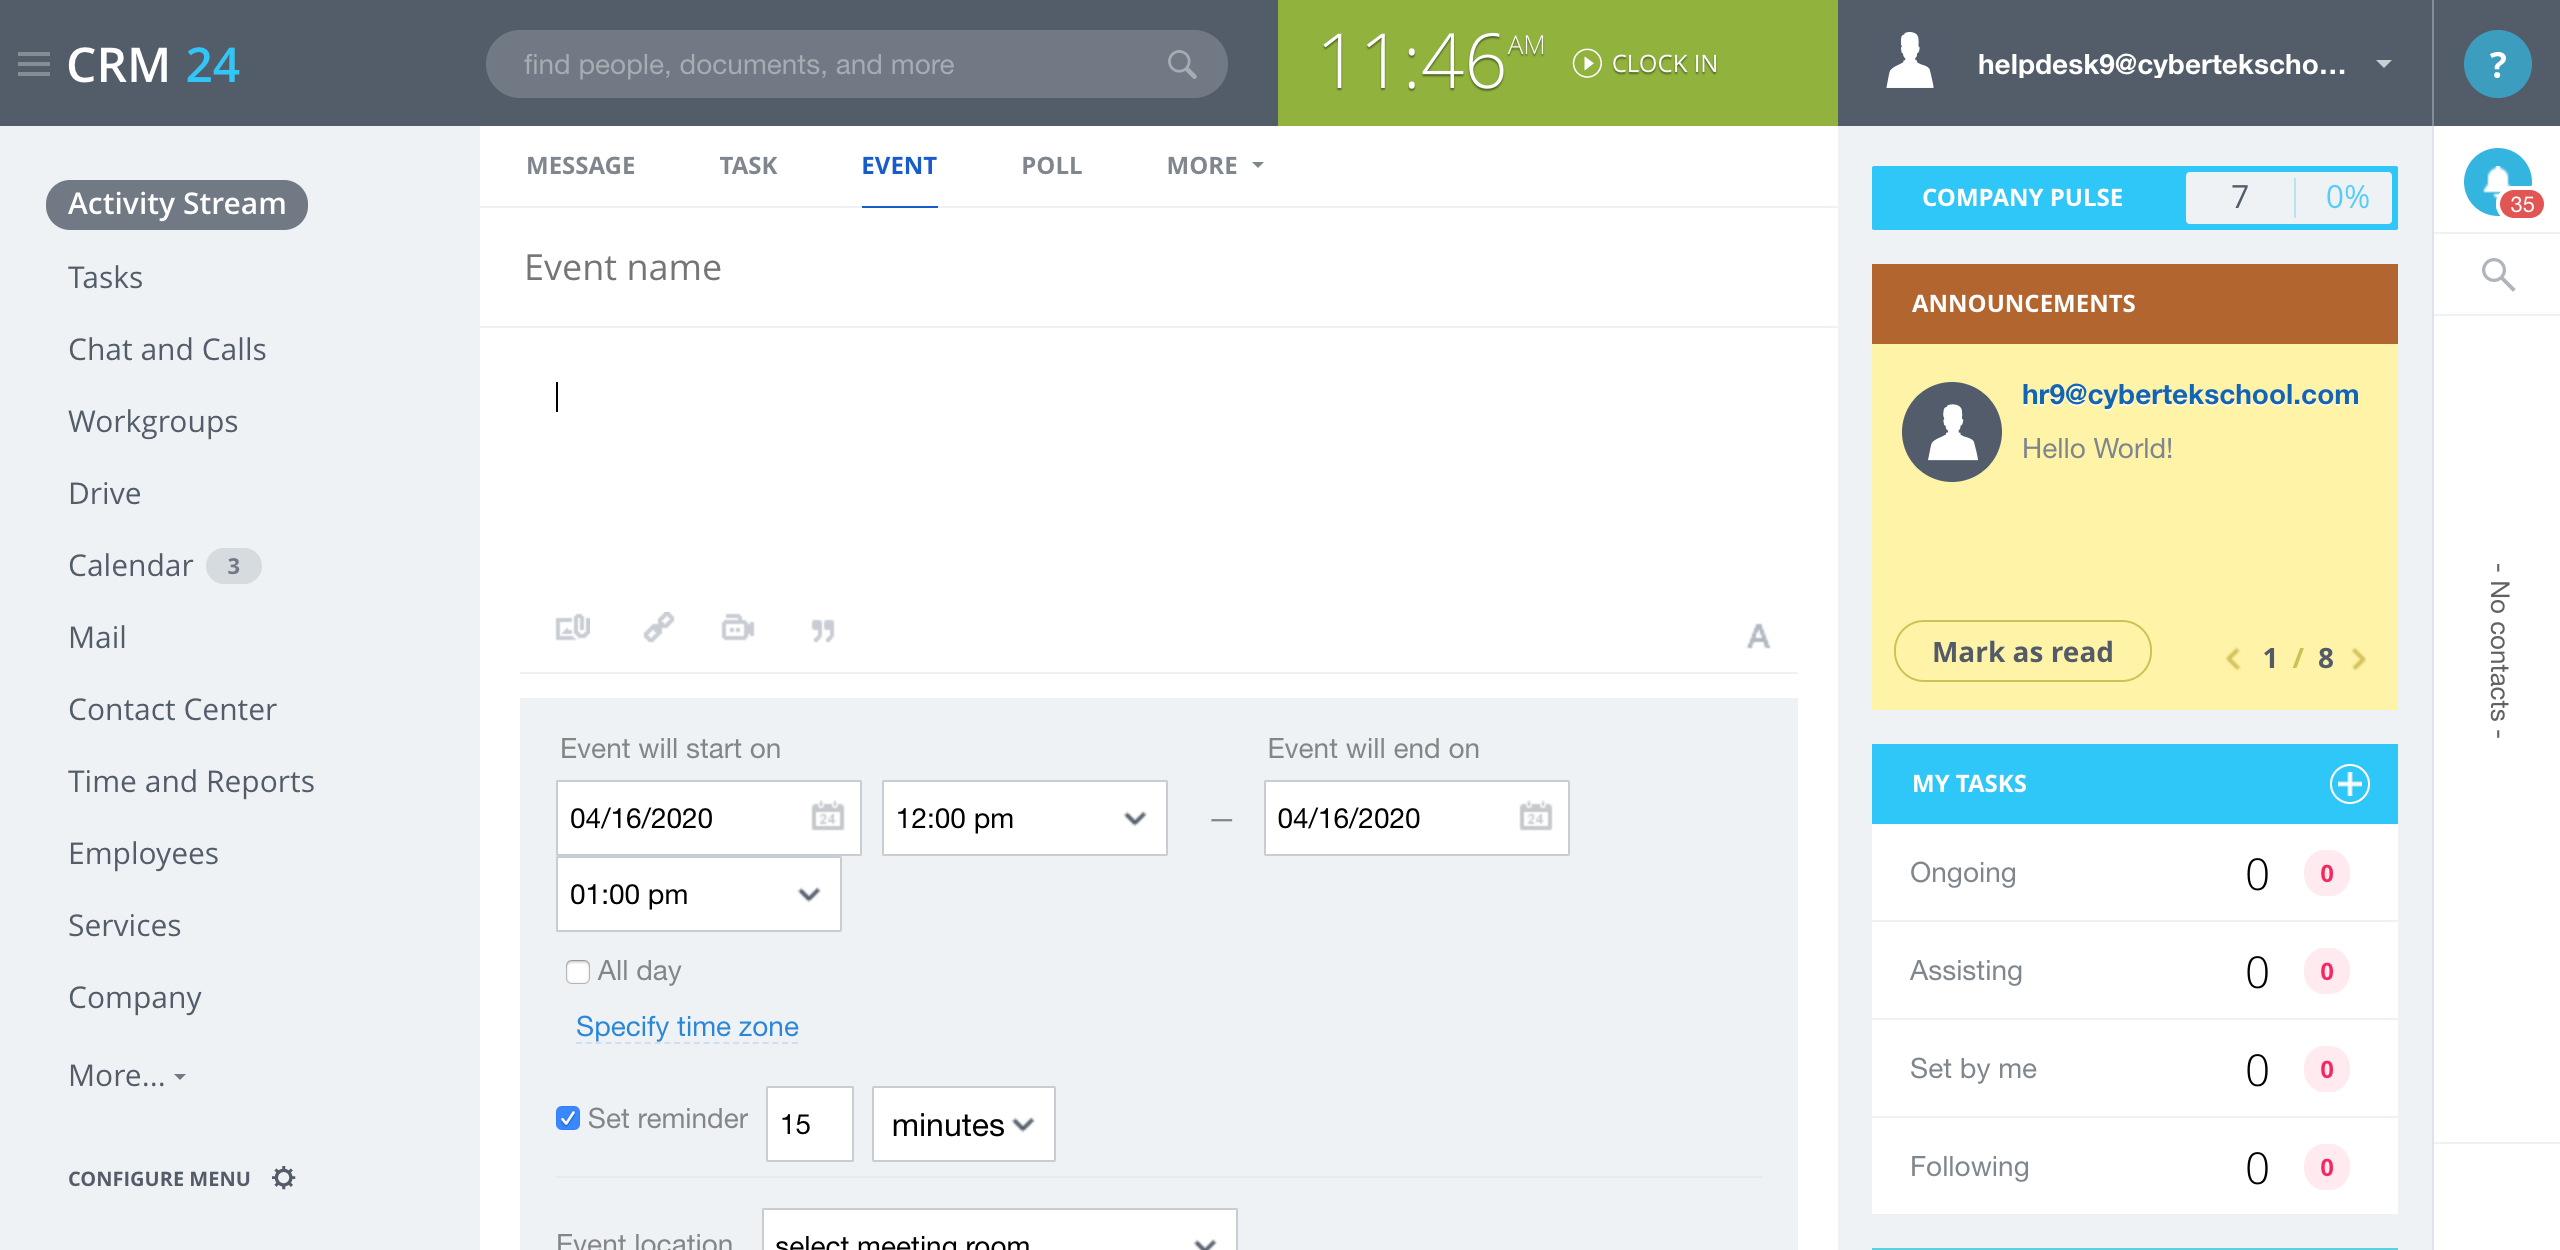 CRM 24
find people, documents, and more
11:46 AM
CLOCK IN
helpdesk9@cybertekscho...
?
Activity Stream
Tasks
Chat and Calls
Workgroups
Drive
Calendar 3
Mail
Contact Center
Time and Reports
Employees
Services
Company
More...
CONFIGURE MENU
MESSAGE TASK EVENT POLL MORE
Event name
A
Event will start on
04/16/2020 24
12:00 pm
—
Event will end on
04/16/2020 24
01:00 pm
All day
Specify time zone
Set reminder 15 minutes
Event location select meeting room
COMPANY PULSE 7 0%
ANNOUNCEMENTS
hr9@cybertekschool.com
Hello World!
Mark as read
1 / 8
MY TASKS
Ongoing 0 0
Assisting 0 0
Set by me 0 0
Following 0 0
35
- No contacts -